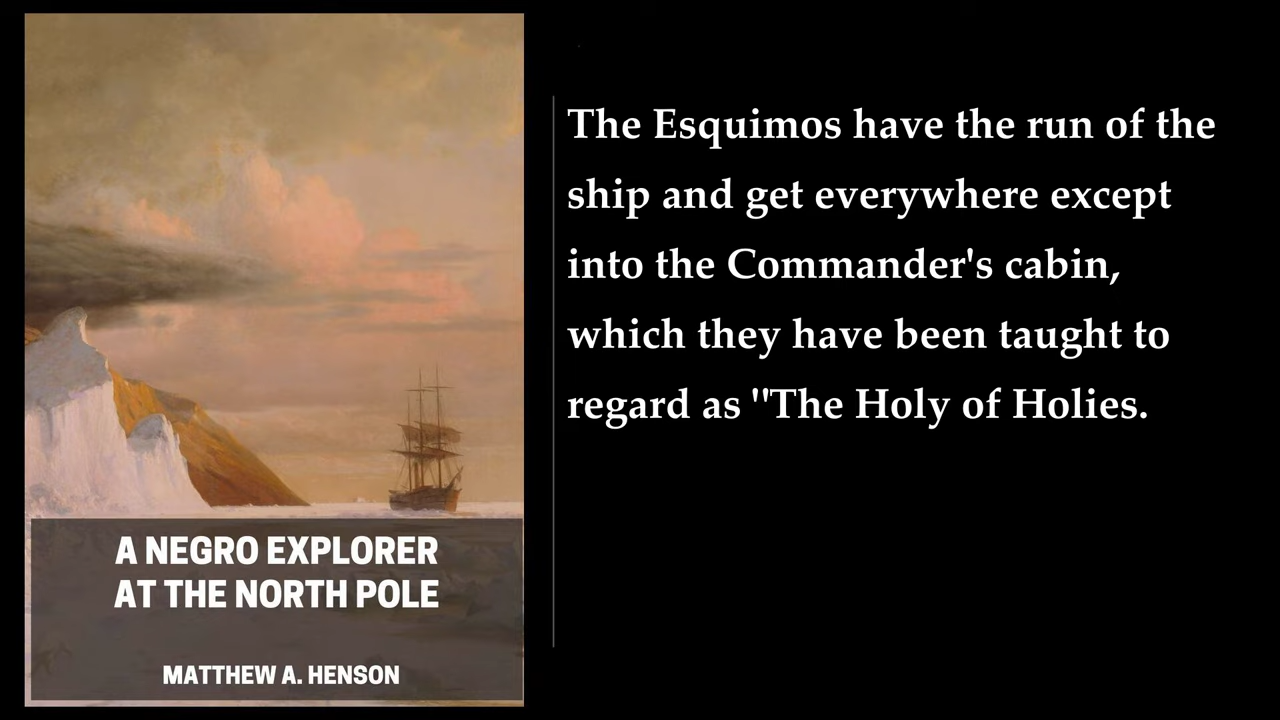 The Esquimos have the run of the
ship and get everywhere except
into the Commander's cabin,
which they have been taught to
regard as "The Holy of Holies.
A NEGRO EXPLORER
AT THE NORTH POLE
MATTHEW A. HENSON